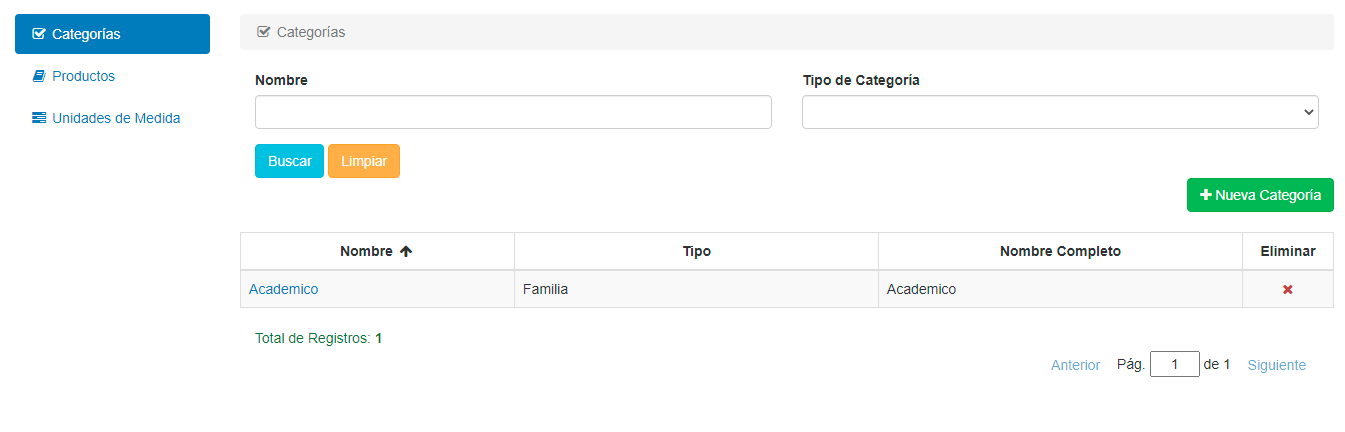 Categorías
Productos
Unidades de Medida
Categorías
Nombre Tipo de Categoría
Buscar Limpiar
Nueva Categoría
Nombre Tipo Nombre Completo Eliminar
Academico Familia Academico
Total de Registros: 1
Anterior Pág. 1 de 1 Siguiente